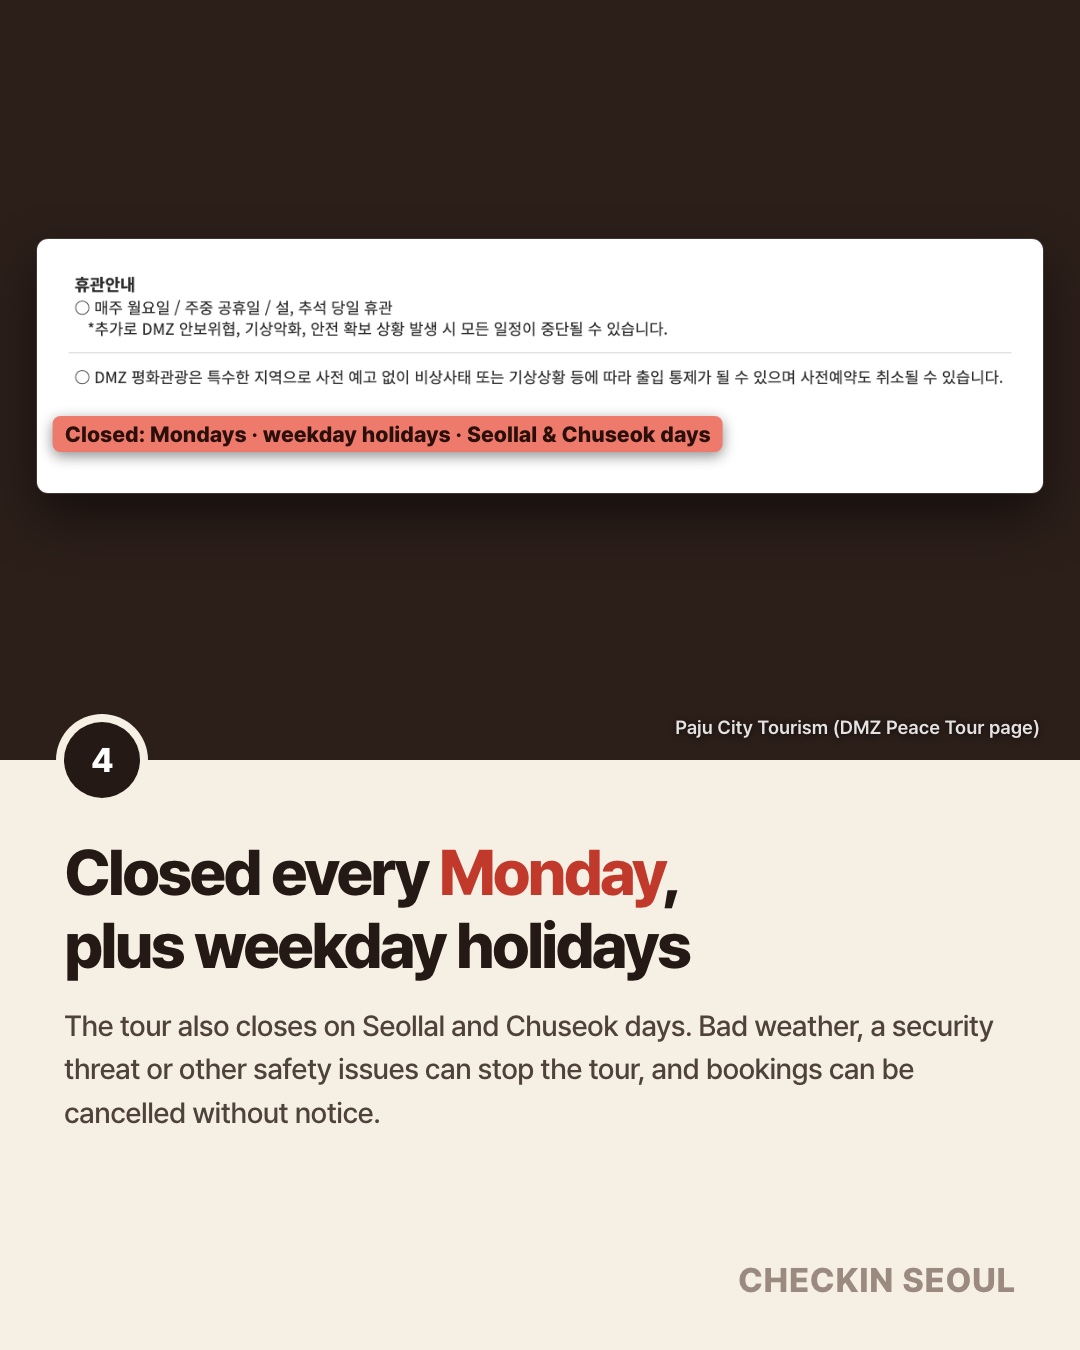 휴관안내
○ 매주 월요일 / 주중 공휴일 / 설, 추석 당일 휴관
*추가로 DMZ 안보위협, 기상악화, 안전 확보 상황 발생 시 모든 일정이 중단될 수 있습니다.
○ DMZ 평화관광은 특수한 지역으로 사전 예고 없이 비상사태 또는 기상상황 등에 따라 출입 통제가 될 수 있으며 사전예약도 취소될 수 있습니다.
Closed: Mondays · weekday holidays · Seollal & Chuseok days
Paju City Tourism (DMZ Peace Tour page)
4
Closed every Monday,
plus weekday holidays
The tour also closes on Seollal and Chuseok days. Bad weather, a security
threat or other safety issues can stop the tour, and bookings can be
cancelled without notice.
CHECKIN SEOUL